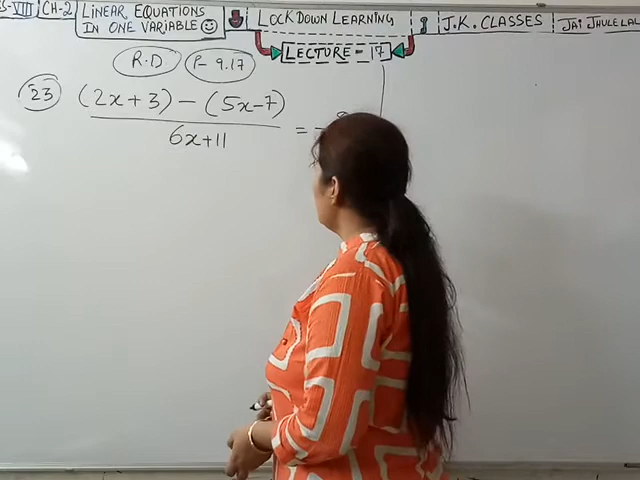 S-VIII CH-2 LINEAR EQUATIONS IN ONE VARIABLE LOCKDOWN LEARNING J.K. CLASSES JAI JHULELAL
LECTURE - 17
R.D P- 9.17
23 (2x+3) - (5x-7)
6x+11 =